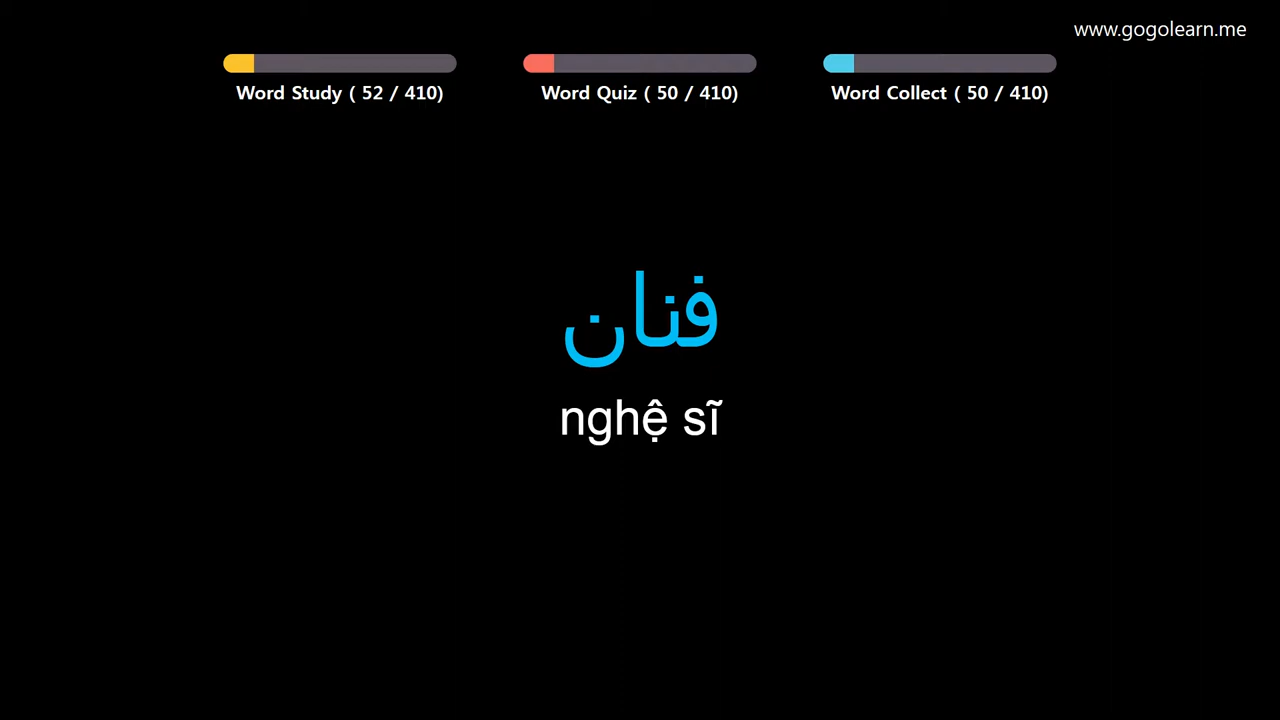 www.gogolearn.me
Word Study ( 52 / 410)
Word Quiz ( 50 / 410)
Word Collect ( 50 / 410)
فنان
nghệ sĩ